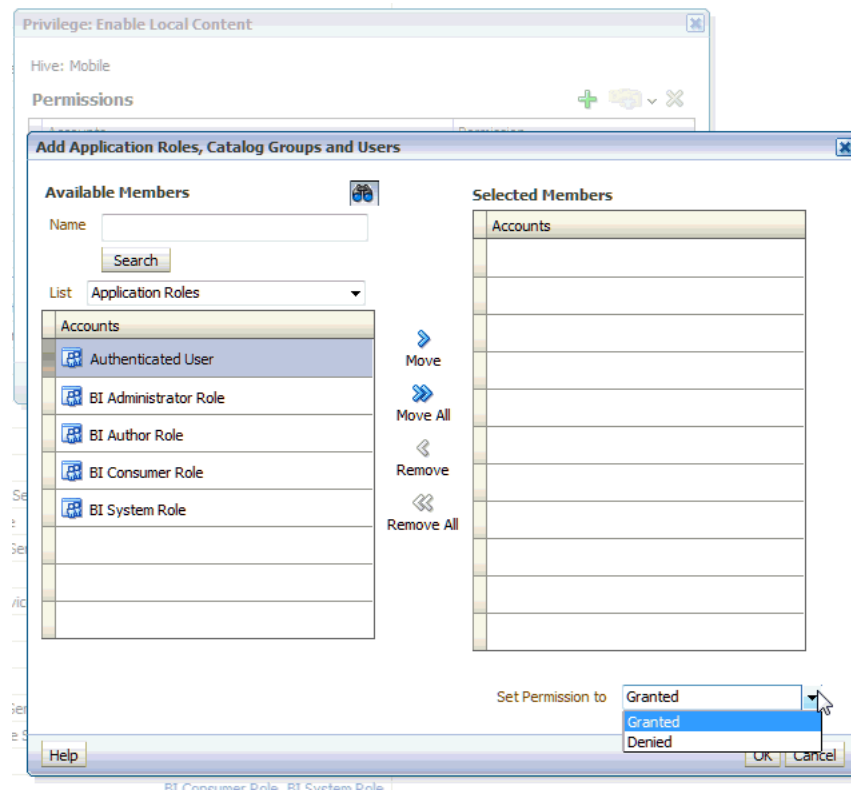 Privilege: Enable Local Content
Hive: Mobile
Permissions
Add Application Roles, Catalog Groups and Users
Available Members
Selected Members
Name
Accounts
Search
List Application Roles
Accounts
Authenticated User
BI Administrator Role
BI Author Role
BI Consumer Role
BI System Role
Move
Move All
Remove
Remove All
Set Permission to Granted
Granted
Denied
Help
OK Cancel
BI Consumer Role, BI System Role